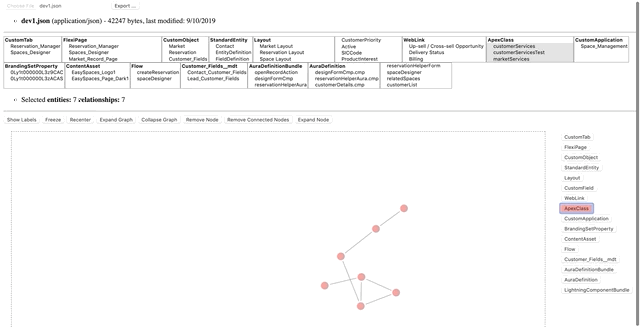 Choose File dev1.json Export ...
dev1.json (application/json) - 42247 bytes, last modified: 9/10/2019
CustomTab FlexiPage CustomObject StandardEntity Layout CustomerPriority WebLink ApexClass CustomApplication
Reservation_Manager Reservation_Manager Market Contact Market Layout Active Up-sell / Cross-sell Opportunity customerServices Space_Management
Spaces_Designer Spaces_Designer Reservation EntityDefinition Reservation Layout SICCode Delivery Status customerServicesTest
Market_Record_Page Customer_Fields FieldDefinition Space Layout ProductInterest Billing marketServices
BrandingSetProperty ContentAsset Flow Customer_Fields__mdt AuraDefinitionBundle AuraDefinition reservationHelperForm
EasySpaces_Logo1 createReservation Contact_Customer_Fields openRecordAction designFormCmp.cmp spaceDesigner
EasySpaces_Page_Dark1 spaceDesigner Lead_Customer_Fields designFormCmp reservationHelperAura.cmp relatedSpaces
reservationHelperAura customerDetails.cmp customerList
Selected entities: 7 relationships: 7
Show Labels Freeze Recenter Expand Graph Collapse Graph Remove Node Remove Connected Nodes Expand Node
CustomTab
FlexiPage
CustomObject
StandardEntity
Layout
CustomField
WebLink
ApexClass
CustomApplication
BrandingSetProperty
ContentAsset
Flow
Customer_Fields__mdt
AuraDefinitionBundle
AuraDefinition
LightningComponentBundle